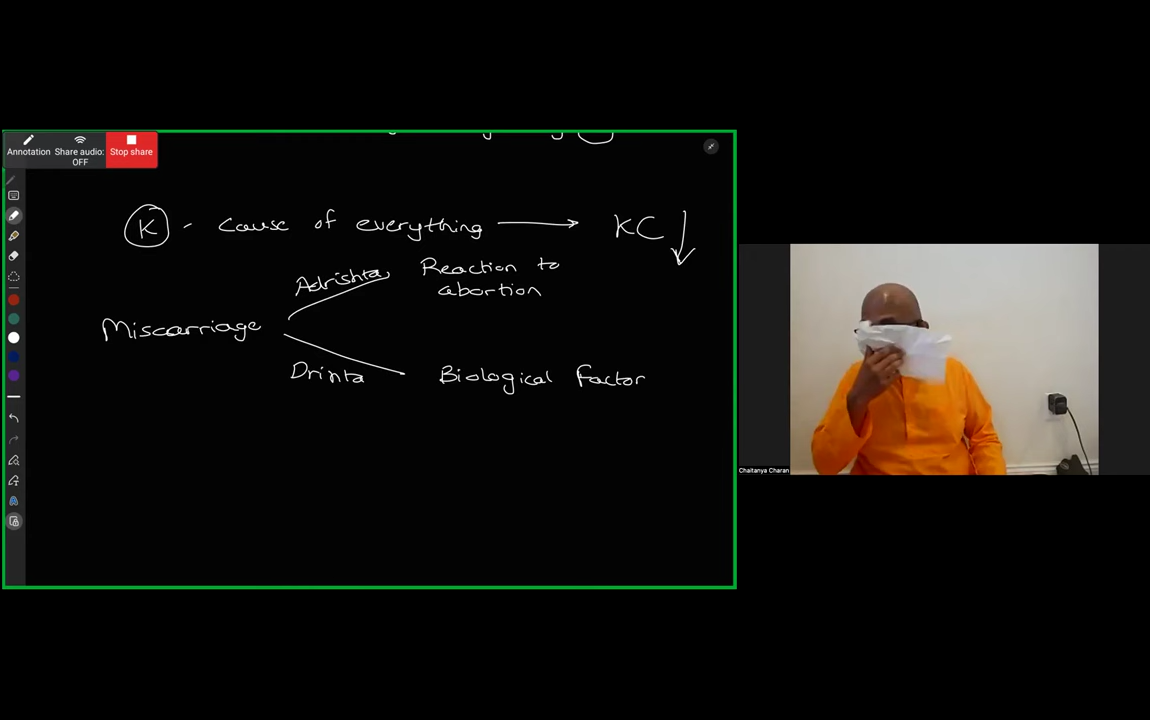 Annotation
Share audio:
OFF
Stop share
K - cause of everything → KC ↓
Adrishta
Reaction to
abortion
Miscarriage
Drishta
Biological Factor
Chaitanya Charan